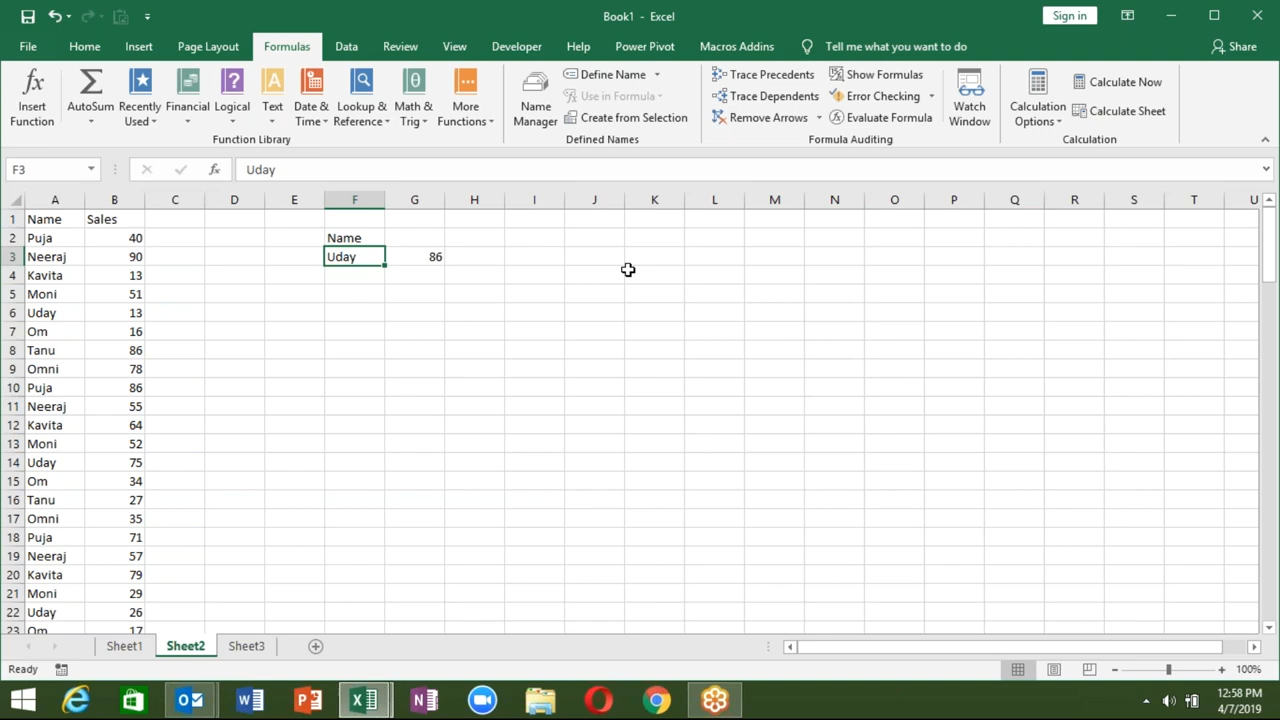 Book1 - Excel
Sign in
File Home Insert Page Layout Formulas Data Review View Developer Help Power Pivot Macros Addins Tell me what you want to do Share
Insert Function
AutoSum
Recently Used
Financial
Logical
Text
Date & Time
Lookup & Reference
Math & Trig
More Functions
Function Library
Name Manager
Define Name
Use in Formula
Create from Selection
Defined Names
Trace Precedents
Trace Dependents
Remove Arrows
Show Formulas
Error Checking
Evaluate Formula
Formula Auditing
Watch Window
Calculation Options
Calculate Now
Calculate Sheet
Calculation
F3 fx Uday
A B C D E F G H I J K L M N O P Q R S T U
1 Name Sales
2 Puja 40 Name
3 Neeraj 90 Uday 86
4 Kavita 13
5 Moni 51
6 Uday 13
7 Om 16
8 Tanu 86
9 Omni 78
10 Puja 86
11 Neeraj 55
12 Kavita 64
13 Moni 52
14 Uday 75
15 Om 34
16 Tanu 27
17 Omni 35
18 Puja 71
19 Neeraj 57
20 Kavita 79
21 Moni 29
22 Uday 26
23 Om 17
Sheet1 Sheet2 Sheet3
Ready 100%
12:58 PM
4/7/2019